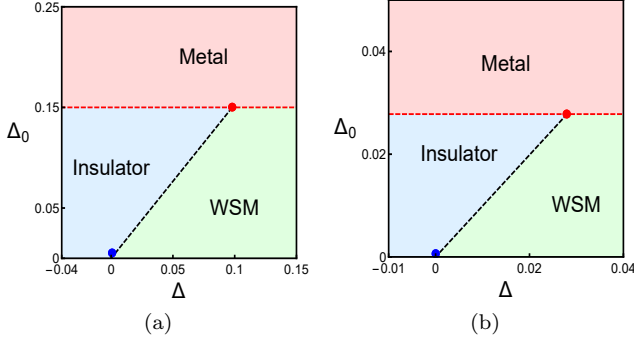 0.25
Metal
0.15
Δ₀
Insulator
0.05
WSM
0
−0.04 0 0.05 0.1 0.15
Δ
(a)
0.04
Metal
Δ₀
0.02
Insulator
WSM
0
−0.01 0 0.02 0.04
Δ
(b)